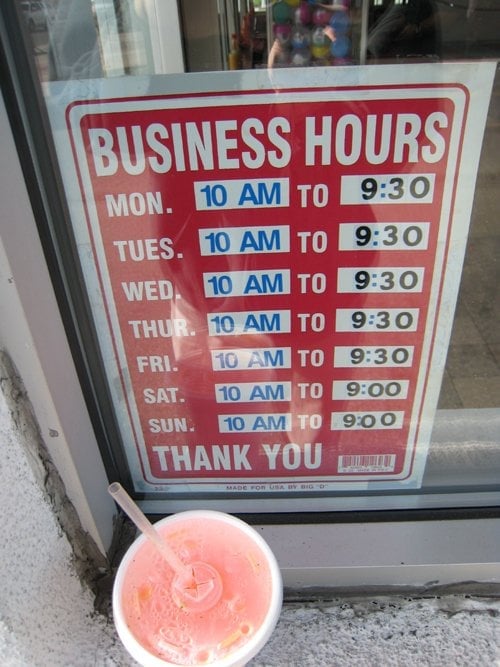 BUSINESS HOURS
MON. 10 AM TO 9:30
TUES. 10 AM TO 9:30
WED. 10 AM TO 9:30
THUR. 10 AM TO 9:30
FRI. 10 AM TO 9:30
SAT. 10 AM TO 9:00
SUN. 10 AM TO 9:00
THANK YOU
MADE FOR USA BY BIG "D"